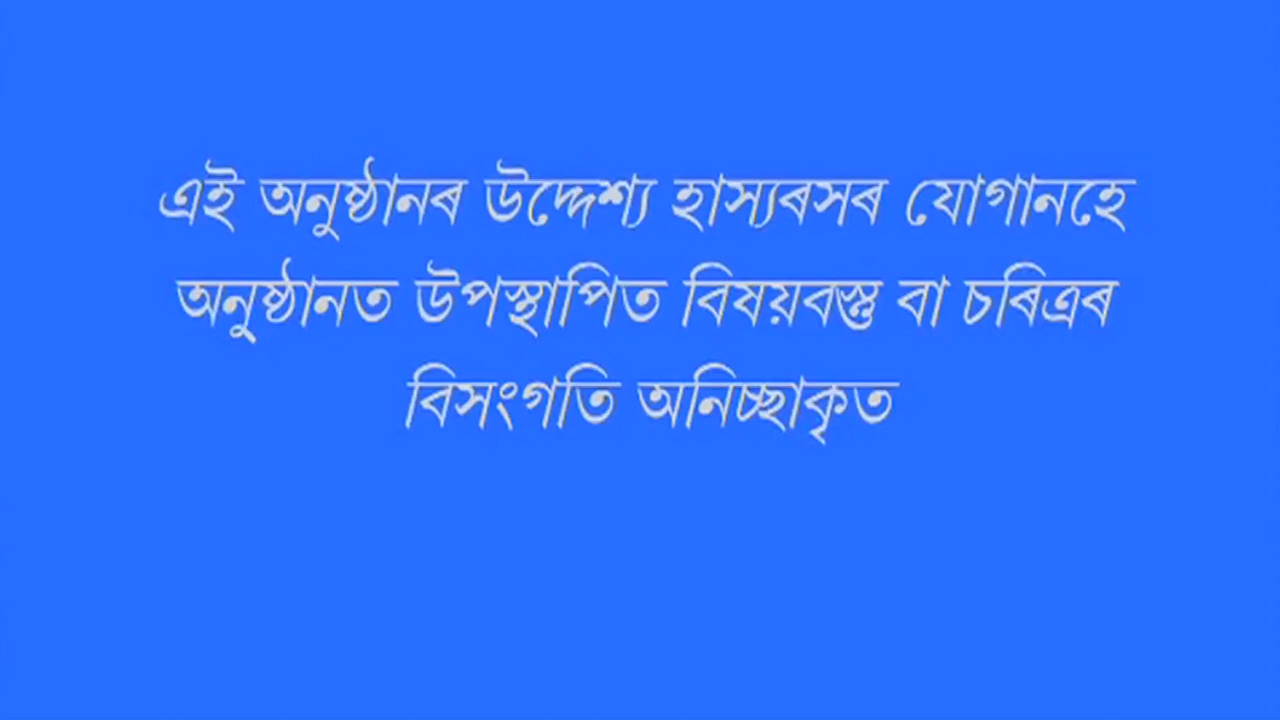 এই অনুষ্ঠানৰ উদ্দেশ্য হাস্যৰসৰ যোগানহে
অনুষ্ঠানত উপস্থাপিত বিষয়বস্তু বা চৰিত্ৰৰ
বিসংগতি অনিচ্ছাকৃত